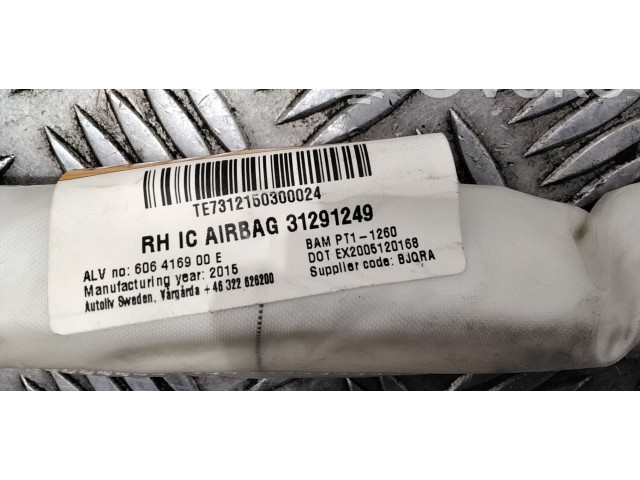 TE7312150300024
RH IC AIRBAG 31291249
ALV no: 606 4169 00 E
Manufacturing year: 2015
Autoliv Sweden, Vårgårda +46 322 626200
BAM PT1-1260
DOT EX2005120168
Supplier code: BJQRA